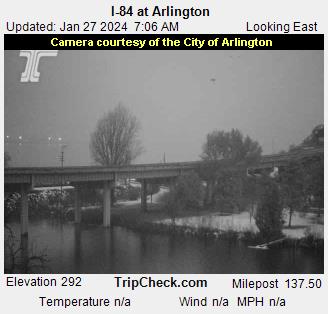 I-84 at Arlington
Updated: Jan 27 2024 7:06 AM Looking East
Camera courtesy of the City of Arlington
Elevation 292 TripCheck.com Milepost 137.50
Temperature n/a Wind n/a MPH n/a